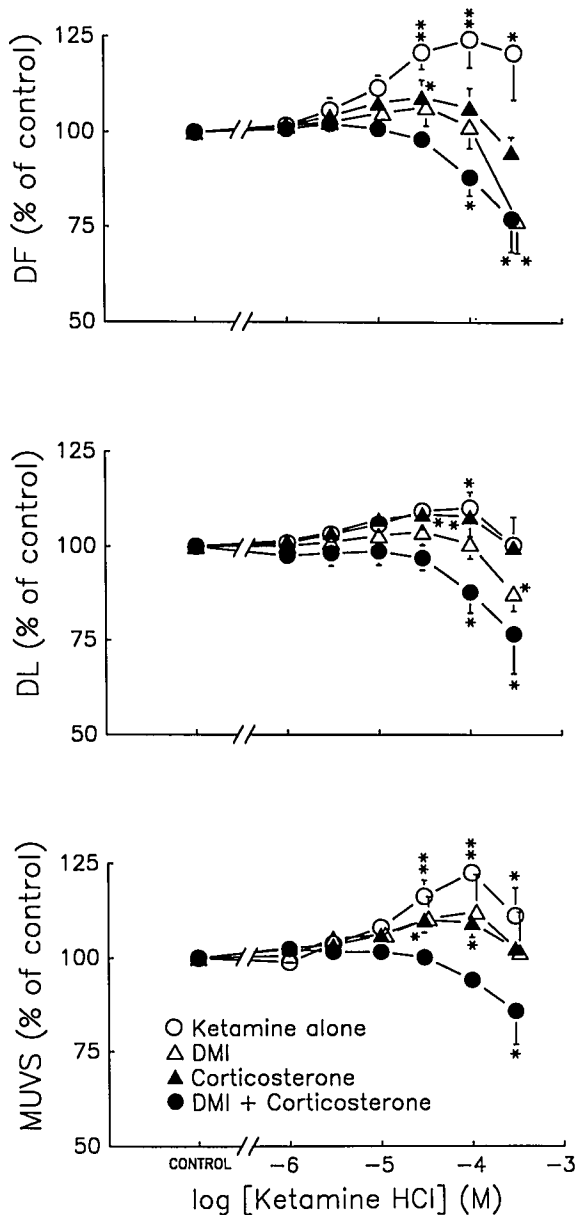 DF (% of control)
125
100
75
50
** ** *
*
*
* *
DL (% of control)
125
100
75
50
*
* *
*
*
*
MUVS (% of control)
125
100
75
50
** ** *
* *
*
Ketamine alone
DMI
Corticosterone
DMI + Corticosterone
CONTROL -6 -5 -4 -3
log [Ketamine HCl] (M)